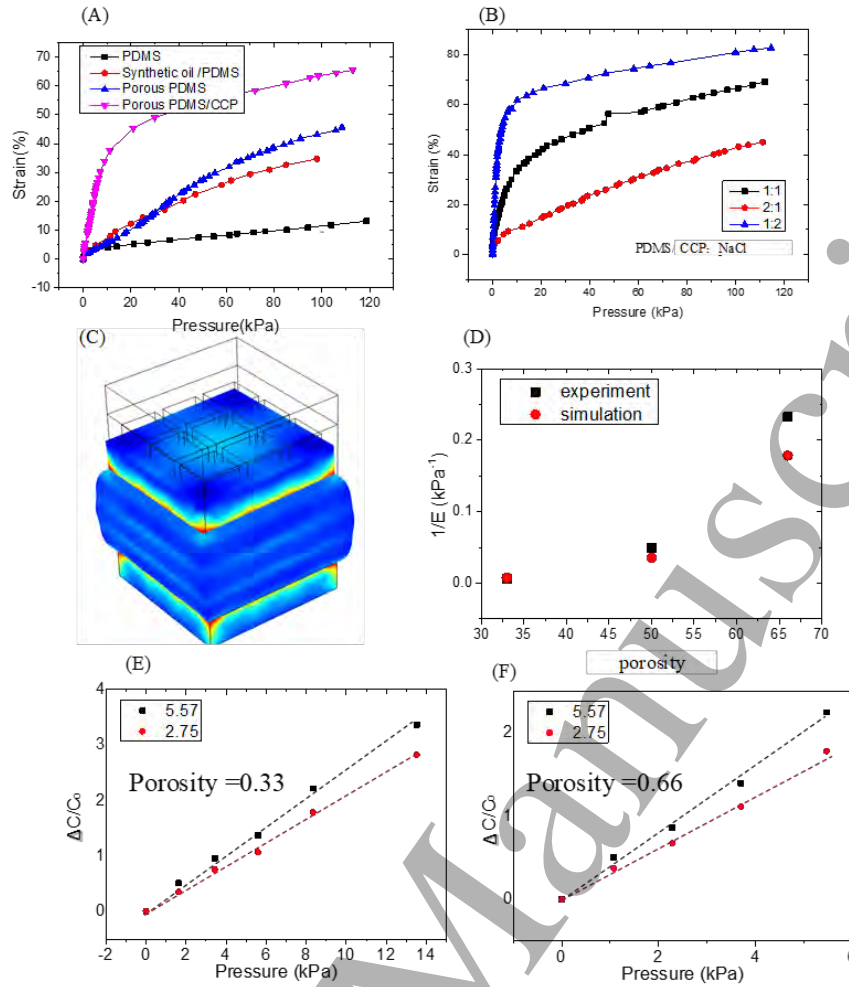 (A)
PDMS
Synthetic oil /PDMS
Porous PDMS
Porous PDMS/CCP
Strain(%)
70
60
50
40
30
20
10
0
-10
0 20 40 60 80 100 120
Pressure(kPa)
(B)
Strain (%)
80
60
40
20
0
1:1
2:1
1:2
PDMS/ CCP: NaCl
0 20 40 60 80 100 120
Pressure (kPa)
(C)
(D)
experiment
simulation
1/E (kPa-1)
0.3
0.2
0.1
0.0
30 35 40 45 50 55 60 65 70
porosity
(E)
5.57
2.75
Porosity =0.33
ΔC/C0
4
3
2
1
0
-2 0 2 4 6 8 10 12 14
Pressure (kPa)
(F)
5.57
2.75
Porosity =0.66
ΔC/C0
2
1
0
0 2 4 6
Pressure (kPa)
Manuscri